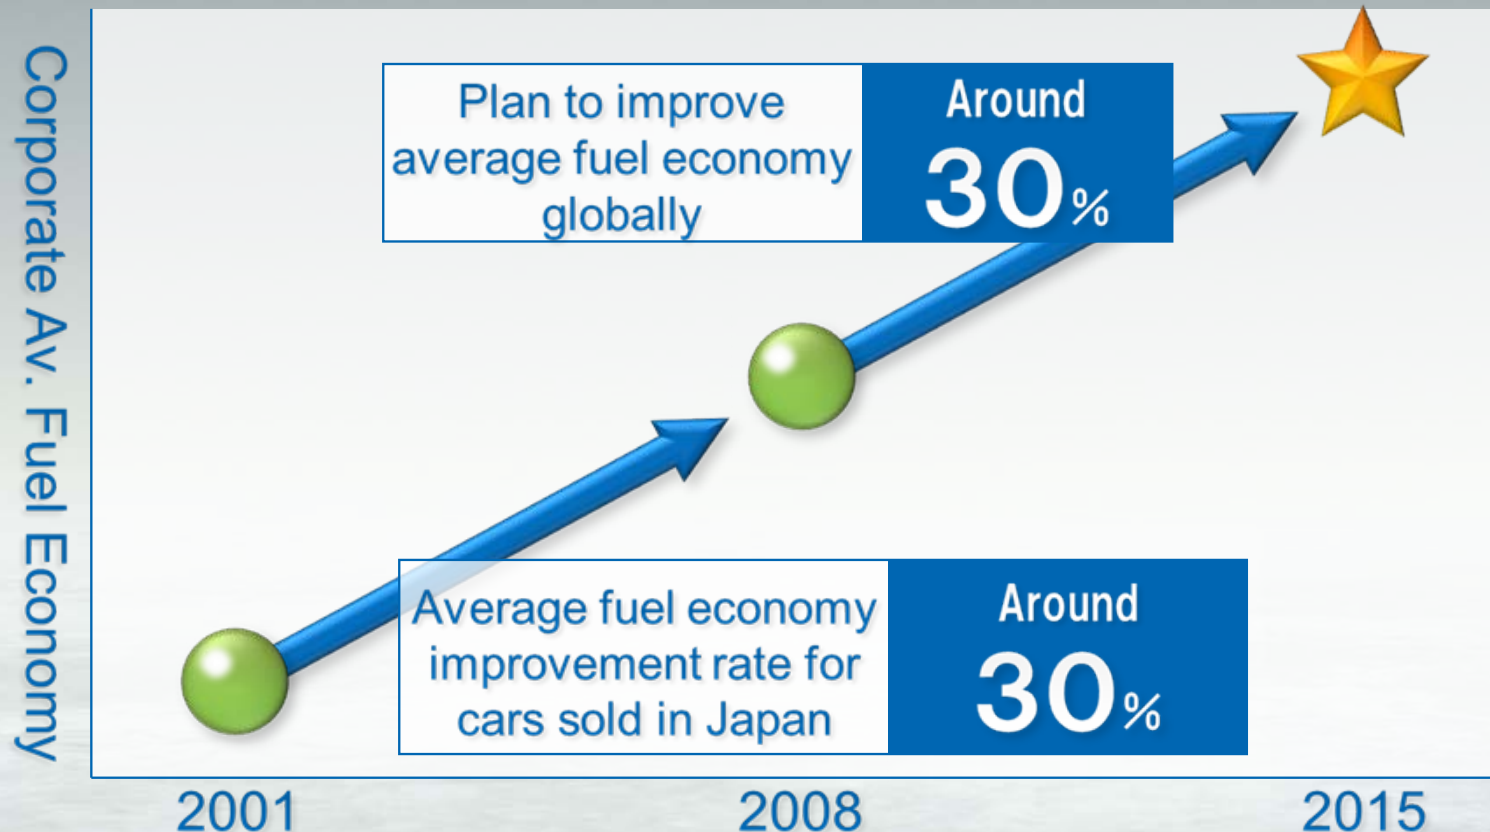 Corporate Av. Fuel Economy
Plan to improve
average fuel economy
globally
Around
30%
Average fuel economy
improvement rate for
cars sold in Japan
Around
30%
2001
2008
2015